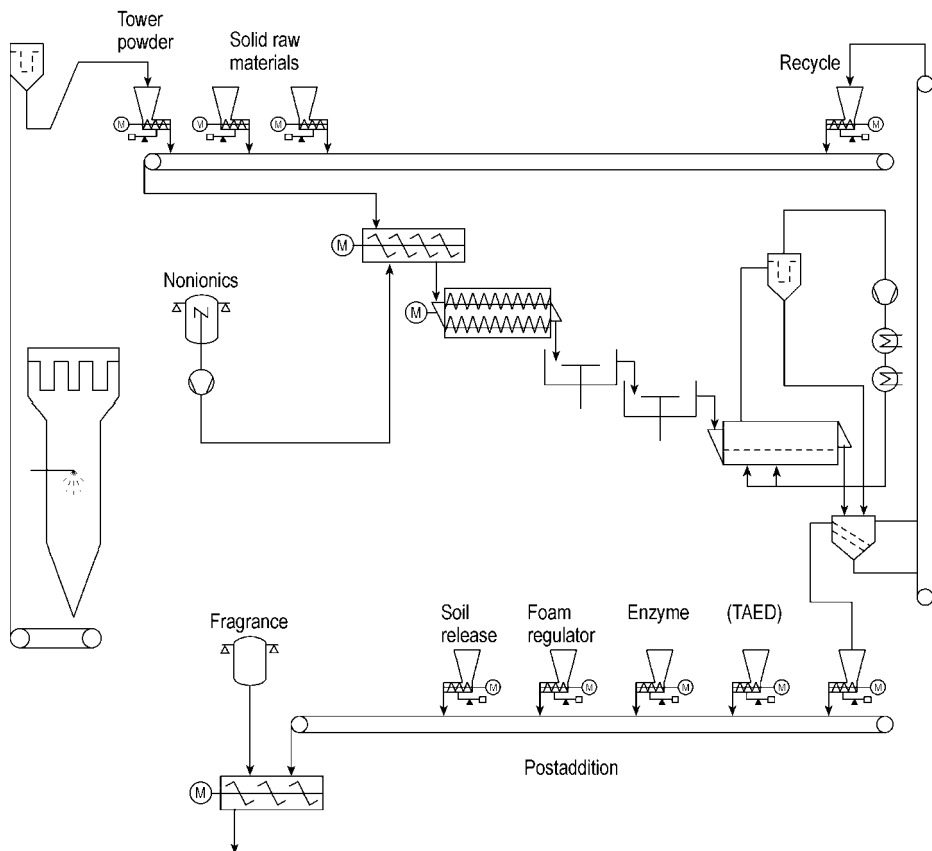 Tower
powder
Solid raw
materials
Recycle
M
M
M
M
M
Nonionics
M
Fragrance
Soil
release
Foam
regulator
Enzyme
(TAED)
M
M
M
M
M
Postaddition
M